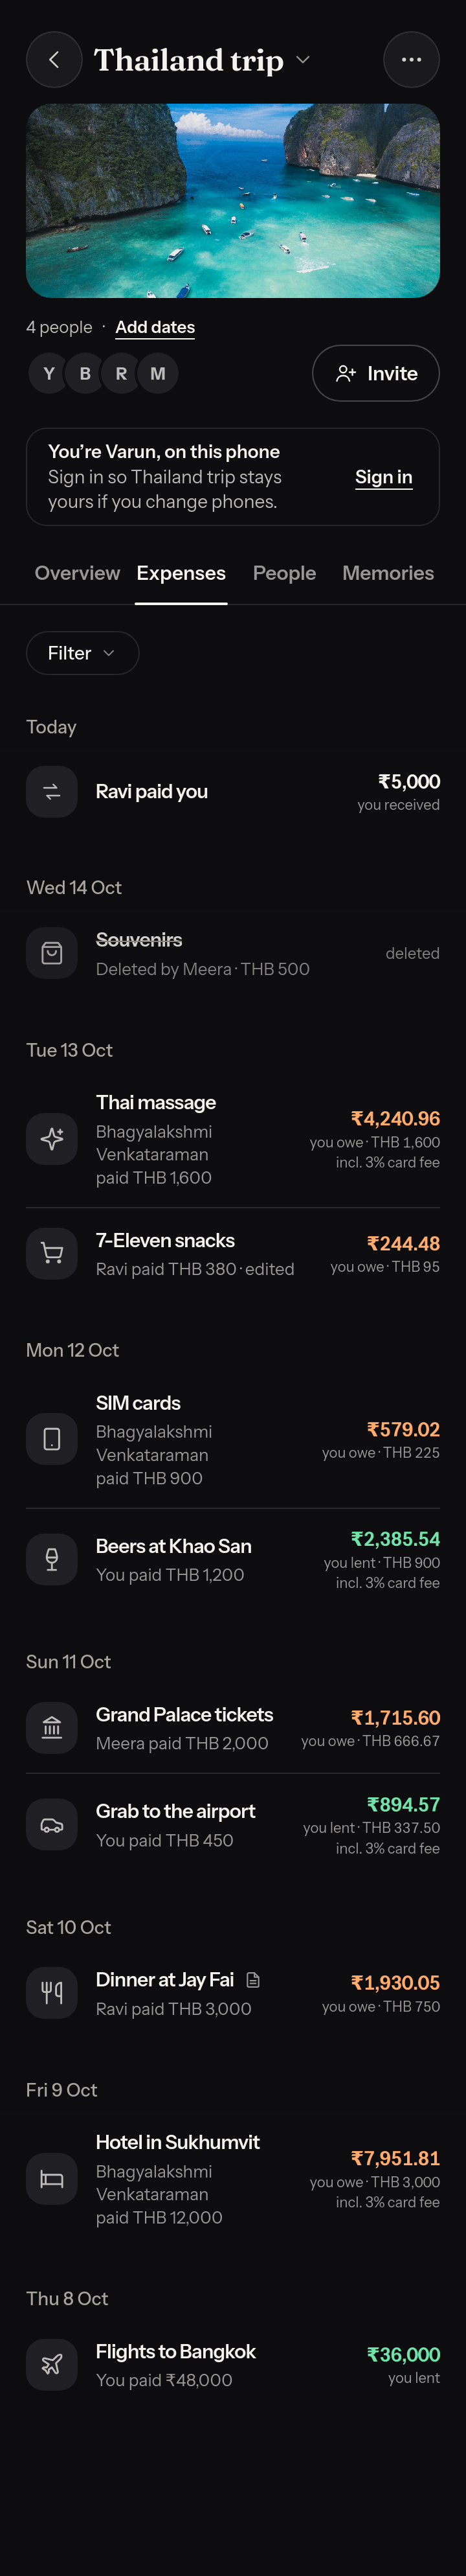 Thailand trip
4 people · Add dates
Y B R M
Invite
You’re Varun, on this phone
Sign in so Thailand trip stays
yours if you change phones.
Sign in
Overview Expenses People Memories
Filter
Today
Ravi paid you
₹5,000
you received
Wed 14 Oct
Souvenirs
Deleted by Meera · THB 500
deleted
Tue 13 Oct
Thai massage
Bhagyalakshmi
Venkataraman
paid THB 1,600
₹4,240.96
you owe · THB 1,600
incl. 3% card fee
7-Eleven snacks
Ravi paid THB 380 · edited
₹244.48
you owe · THB 95
Mon 12 Oct
SIM cards
Bhagyalakshmi
Venkataraman
paid THB 900
₹579.02
you owe · THB 225
Beers at Khao San
You paid THB 1,200
₹2,385.54
you lent · THB 900
incl. 3% card fee
Sun 11 Oct
Grand Palace tickets
Meera paid THB 2,000
₹1,715.60
you owe · THB 666.67
Grab to the airport
You paid THB 450
₹894.57
you lent · THB 337.50
incl. 3% card fee
Sat 10 Oct
Dinner at Jay Fai
Ravi paid THB 3,000
₹1,930.05
you owe · THB 750
Fri 9 Oct
Hotel in Sukhumvit
Bhagyalakshmi
Venkataraman
paid THB 12,000
₹7,951.81
you owe · THB 3,000
incl. 3% card fee
Thu 8 Oct
Flights to Bangkok
You paid ₹48,000
₹36,000
you lent